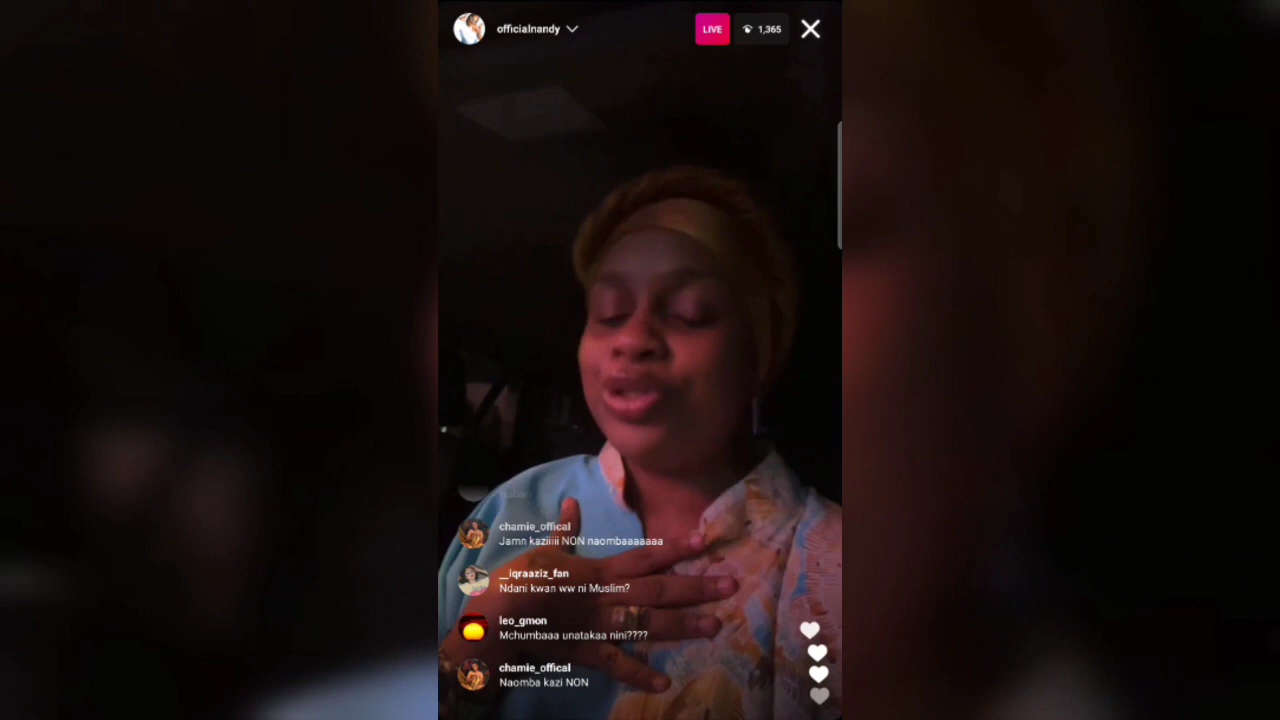 officialnandy
LIVE
1,365
chamie_offical
Jamn kaziiiii NON naombaaaaaaa
__iqraaziz_fan
Ndani kwan ww ni Muslim?
leo_gmon
Mchumbaaa unatakaa nini????
chamie_offical
Naomba kazi NON